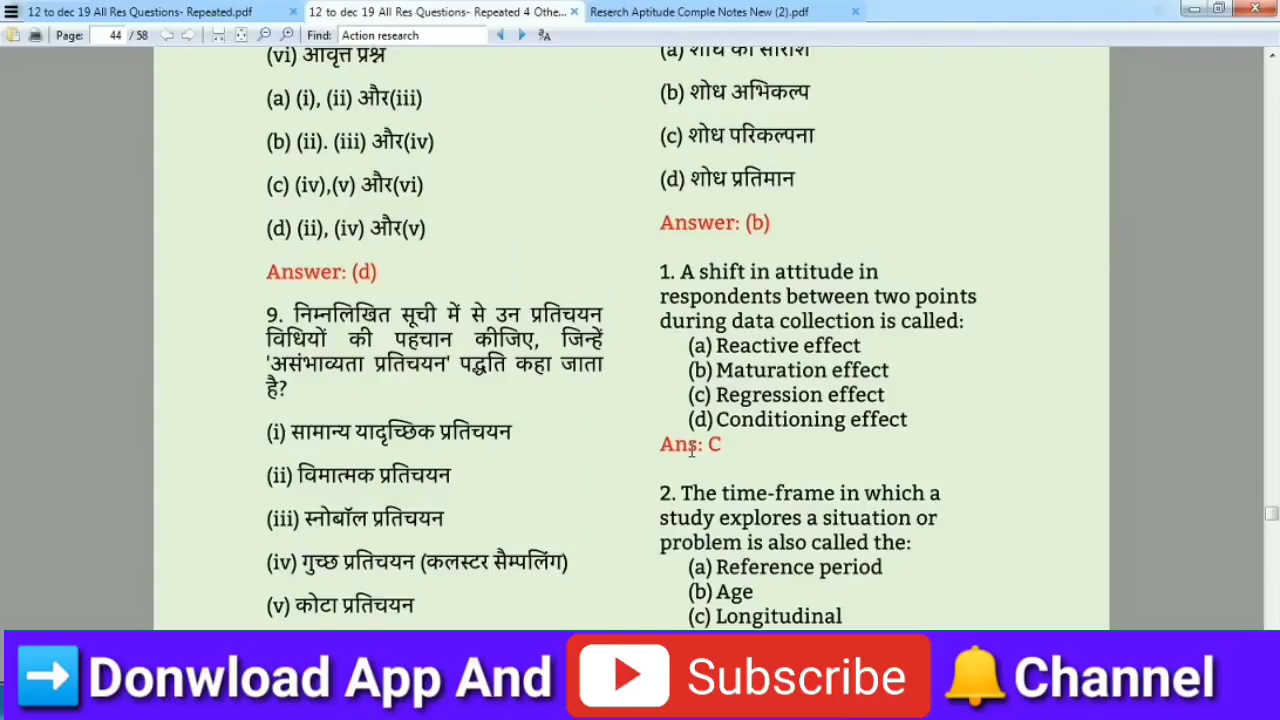 12 to dec 19 All Res Questions- Repeated.pdf
12 to dec 19 All Res Questions- Repeated 4 Othe...
Reserch Aptitude Comple Notes New (2).pdf
Page: 44 / 58 Find: Action research
(vi) आवृत्त प्रश्न
(a) (i), (ii) और(iii)
(b) (ii). (iii) और(iv)
(c) (iv),(v) और(vi)
(d) (ii), (iv) और(v)
Answer: (d)
9. निम्नलिखित सूची में से उन प्रतिचयन
विधियों की पहचान कीजिए, जिन्हें
'असंभाव्यता प्रतिचयन' पद्धति कहा जाता
है?
(i) सामान्य यादृच्छिक प्रतिचयन
(ii) विमात्मक प्रतिचयन
(iii) स्नोबॉल प्रतिचयन
(iv) गुच्छ प्रतिचयन (कलस्टर सैम्पलिंग)
(v) कोटा प्रतिचयन
(a) शोध का सारांश
(b) शोध अभिकल्प
(c) शोध परिकल्पना
(d) शोध प्रतिमान
Answer: (b)
1. A shift in attitude in
respondents between two points
during data collection is called:
(a) Reactive effect
(b) Maturation effect
(c) Regression effect
(d) Conditioning effect
Ans: C
2. The time-frame in which a
study explores a situation or
problem is also called the:
(a) Reference period
(b) Age
(c) Longitudinal
Donwload App And Subscribe Channel